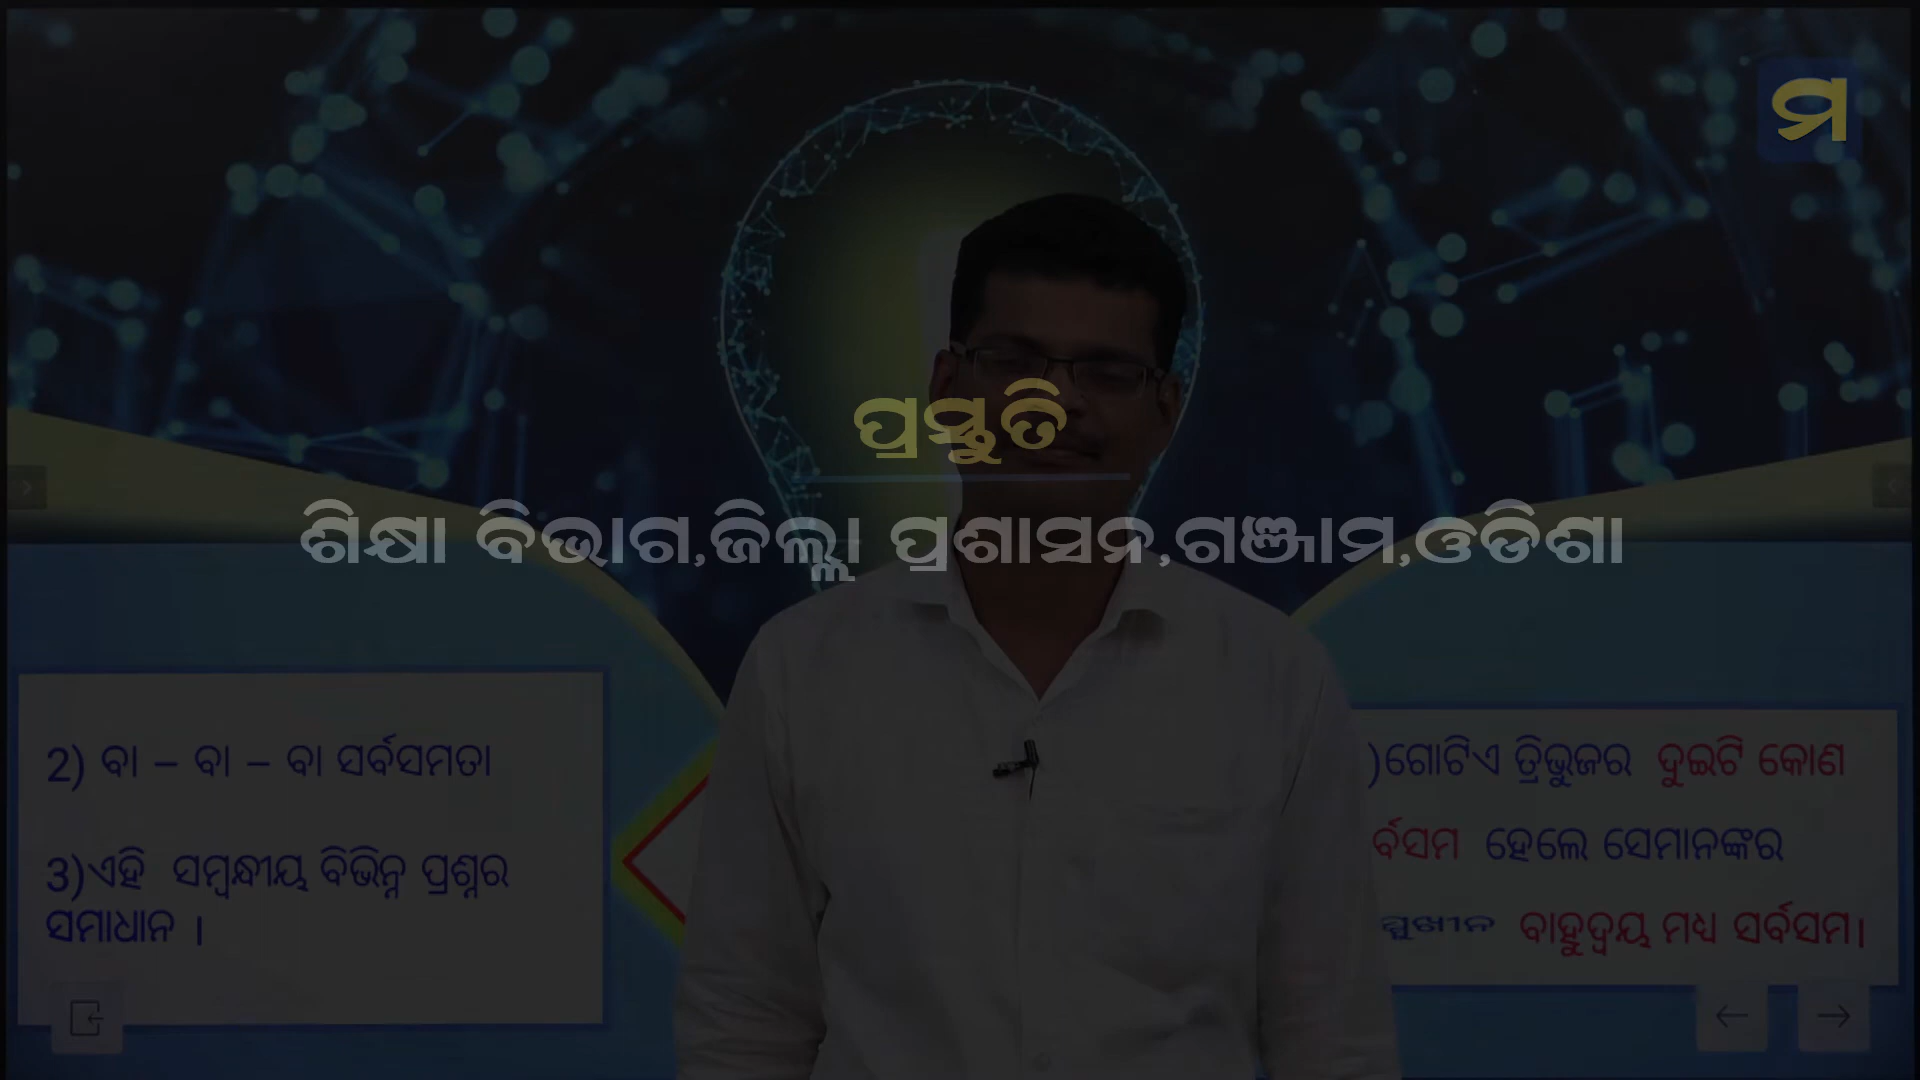 ମ
ପ୍ରସ୍ତୁତି
ଶିକ୍ଷା ବିଭାଗ,ଜିଲ୍ଲା ପ୍ରଶାସନ,ଗଞ୍ଜାମ,ଓଡିଶା
2) ବା – ବା – ବା ସର୍ବସମତା
3)ଏହି ସମ୍ବନ୍ଧୀୟ ବିଭିନ୍ନ ପ୍ରଶ୍ନର
ସମାଧାନ ।
)ଗୋଟିଏ ତ୍ରିଭୁଜର ଦୁଇଟି କୋଣ
ର୍ବସମ ହେଲେ ସେମାନଙ୍କର
ମ୍ମୁଖୀନ ବାହୁଦ୍ୱୟ ମଧ୍ୟ ସର୍ବସମ।